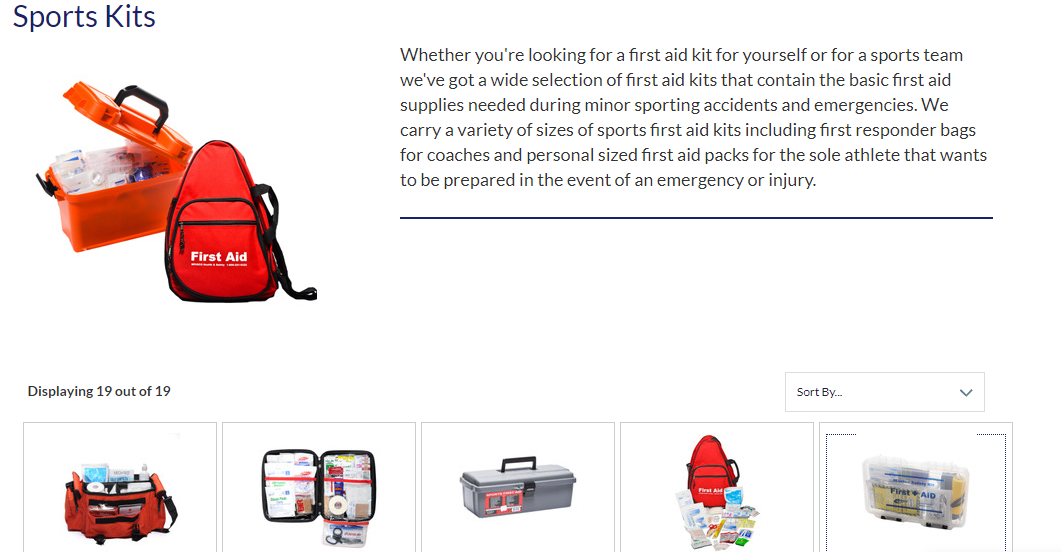 Sports Kits
Whether you're looking for a first aid kit for yourself or for a sports team
we've got a wide selection of first aid kits that contain the basic first aid
supplies needed during minor sporting accidents and emergencies. We
carry a variety of sizes of sports first aid kits including first responder bags
for coaches and personal sized first aid packs for the sole athlete that wants
to be prepared in the event of an emergency or injury.
First Aid
Displaying 19 out of 19
Sort By...
First Aid
First AID